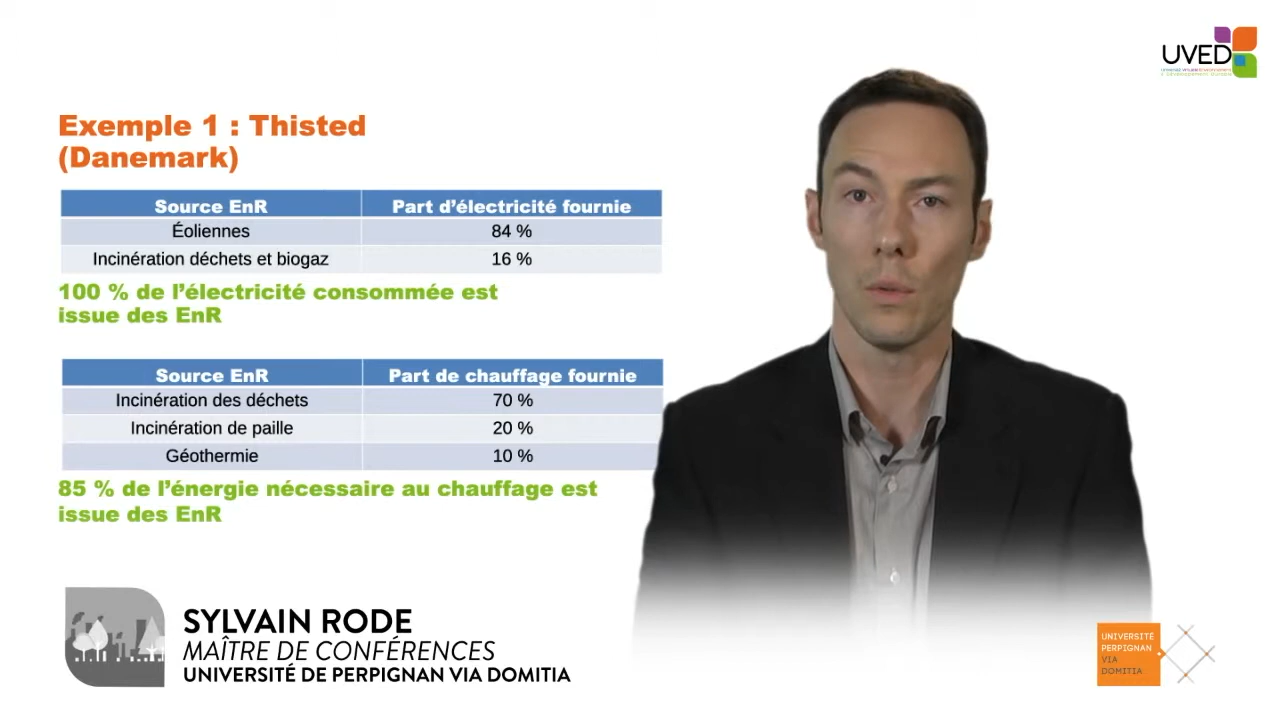 UVED
Exemple 1 : Thisted
(Danemark)
Source EnR Part d'électricité fournie
Éoliennes 84 %
Incinération déchets et biogaz 16 %
100 % de l'électricité consommée est
issue des EnR
Source EnR Part de chauffage fournie
Incinération des déchets 70 %
Incinération de paille 20 %
Géothermie 10 %
85 % de l'énergie nécessaire au chauffage est
issue des EnR
SYLVAIN RODE
MAÎTRE DE CONFÉRENCES
UNIVERSITÉ DE PERPIGNAN VIA DOMITIA
UNIVERSITÉ
PERPIGNAN
VIA
DOMITIA